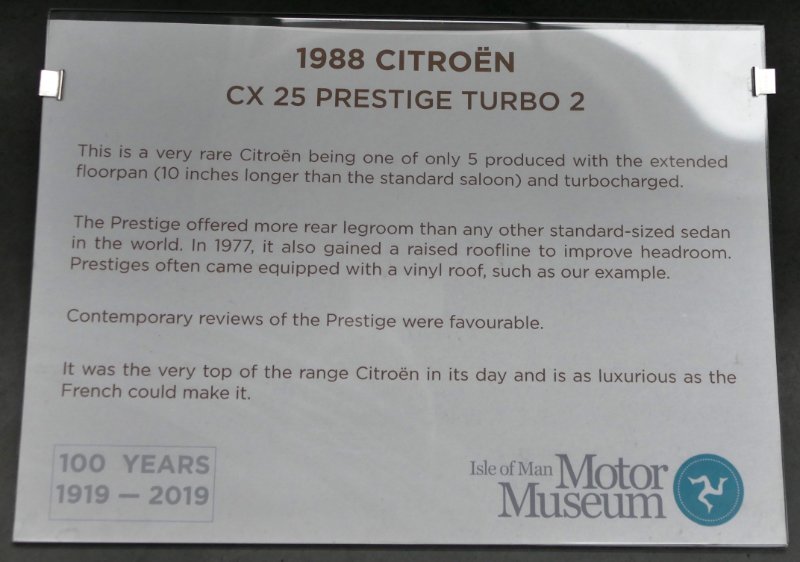 1988 CITROËN
CX 25 PRESTIGE TURBO 2
This is a very rare Citroën being one of only 5 produced with the extended
floorpan (10 inches longer than the standard saloon) and turbocharged.
The Prestige offered more rear legroom than any other standard-sized sedan
in the world. In 1977, it also gained a raised roofline to improve headroom.
Prestiges often came equipped with a vinyl roof, such as our example.
Contemporary reviews of the Prestige were favourable.
It was the very top of the range Citroën in its day and is as luxurious as the
French could make it.
100 YEARS
1919 — 2019
Isle of Man Motor
Museum